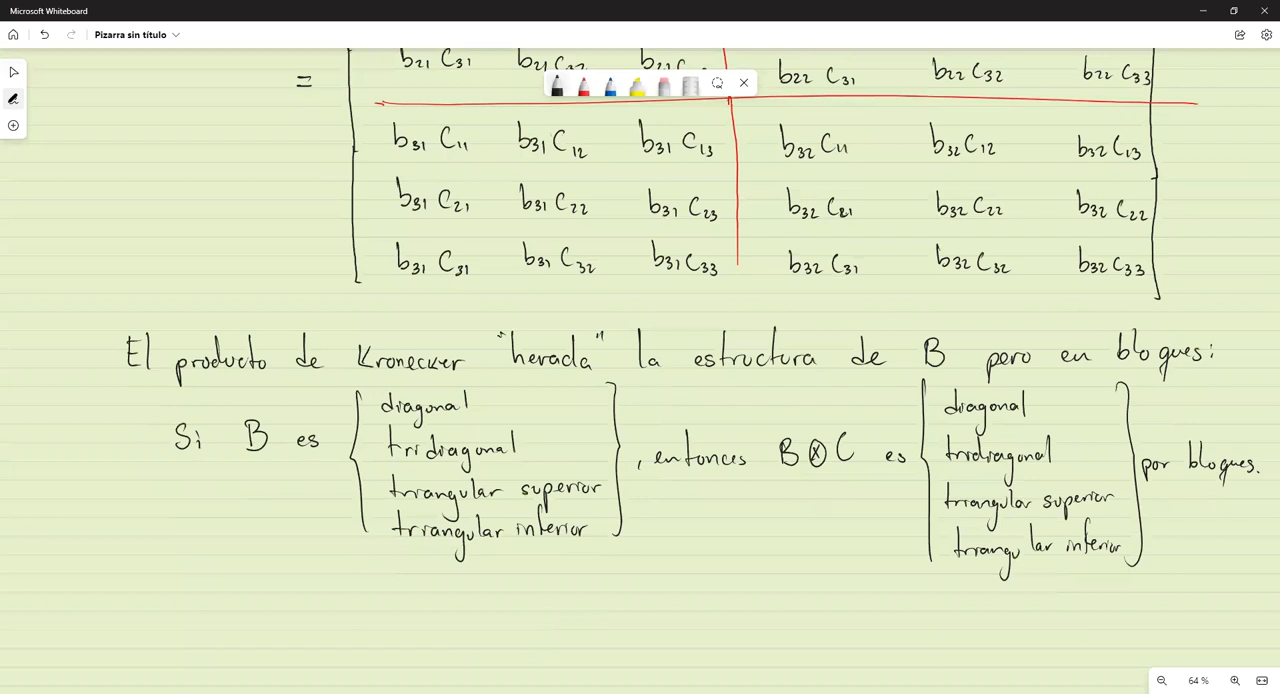 Microsoft Whiteboard
Pizarra sin título
= b21 C31 b21 C32 b22 C31 b22 C32 b22 C33
b31 C11 b31 C12 b31 C13 b32 C11 b32 C12 b32 C13
b31 C21 b31 C22 b31 C23 b32 C21 b32 C22 b32 C22
b31 C31 b31 C32 b31 C33 b32 C31 b32 C32 b32 C33
El producto de Kronecker "herada" la estructura de B pero en bloques:
Si B es { diagonal
tridiagonal
triangular superior
triangular inferior }
, entonces B ⊗ C es { diagonal
tridiagonal
triangular superior
triangular inferior } por bloques.
64 %